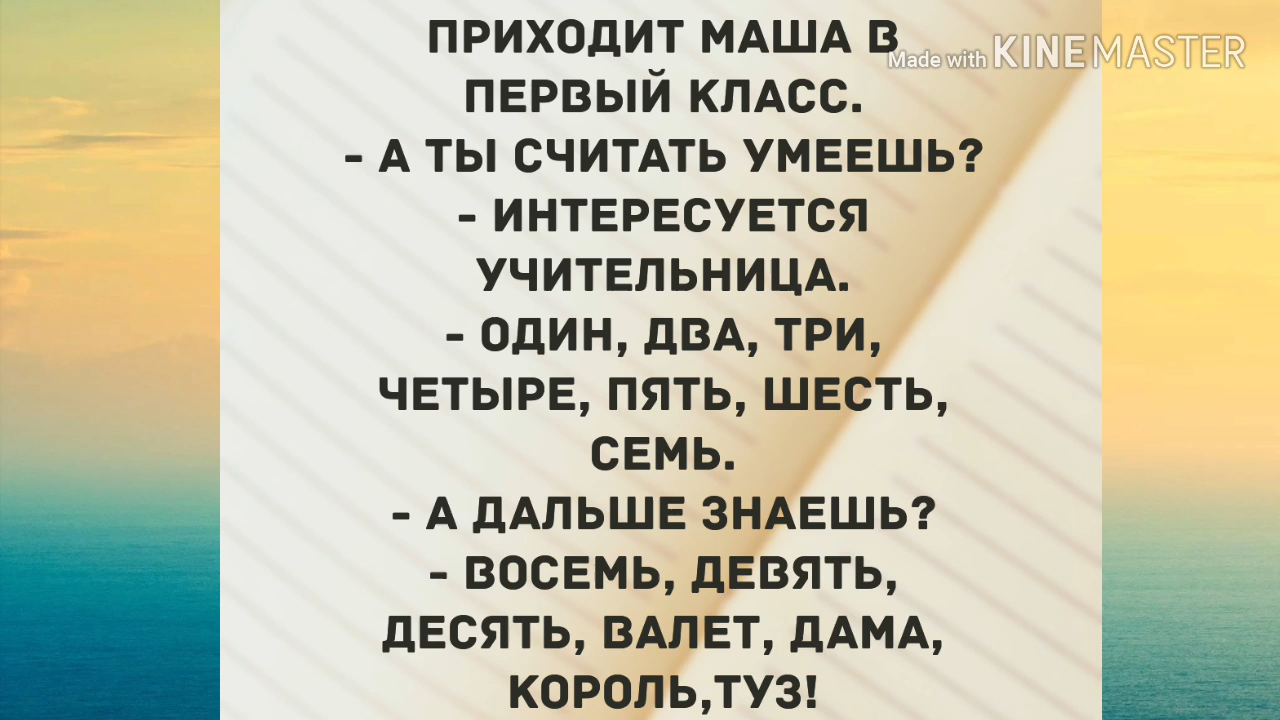 ПРИХОДИТ МАША В
Made with KINEMASTER
ПЕРВЫЙ КЛАСС.
- А ТЫ СЧИТАТЬ УМЕЕШЬ?
- ИНТЕРЕСУЕТСЯ
УЧИТЕЛЬНИЦА.
- ОДИН, ДВА, ТРИ,
ЧЕТЫРЕ, ПЯТЬ, ШЕСТЬ,
СЕМЬ.
- А ДАЛЬШЕ ЗНАЕШЬ?
- ВОСЕМЬ, ДЕВЯТЬ,
ДЕСЯТЬ, ВАЛЕТ, ДАМА,
КОРОЛЬ,ТУЗ!